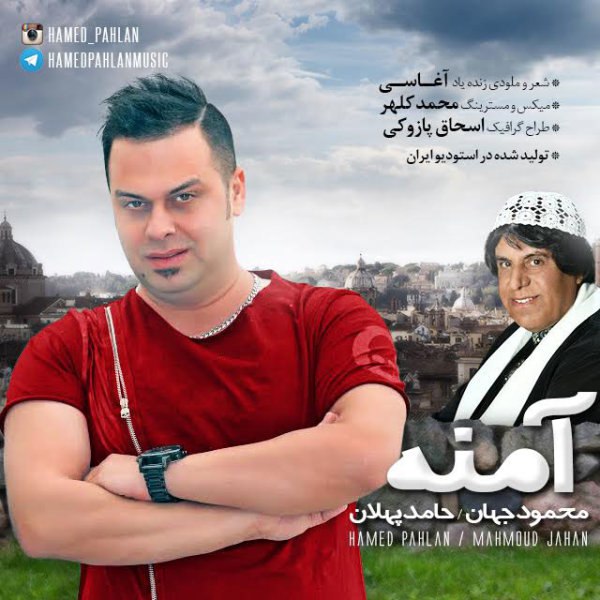 HAMED_PAHLAN
HAMEDPAHLANMUSIC
* شعر و ملودی زنده یاد آغاسی
* میکس و مسترینگ محمد کلهر
* طراح گرافیک اسحاق پازوکی
* تولید شده در استودیو ایران
آمنه
محمود جهان / حامد پهلان
HAMED PAHLAN / MAHMOUD JAHAN